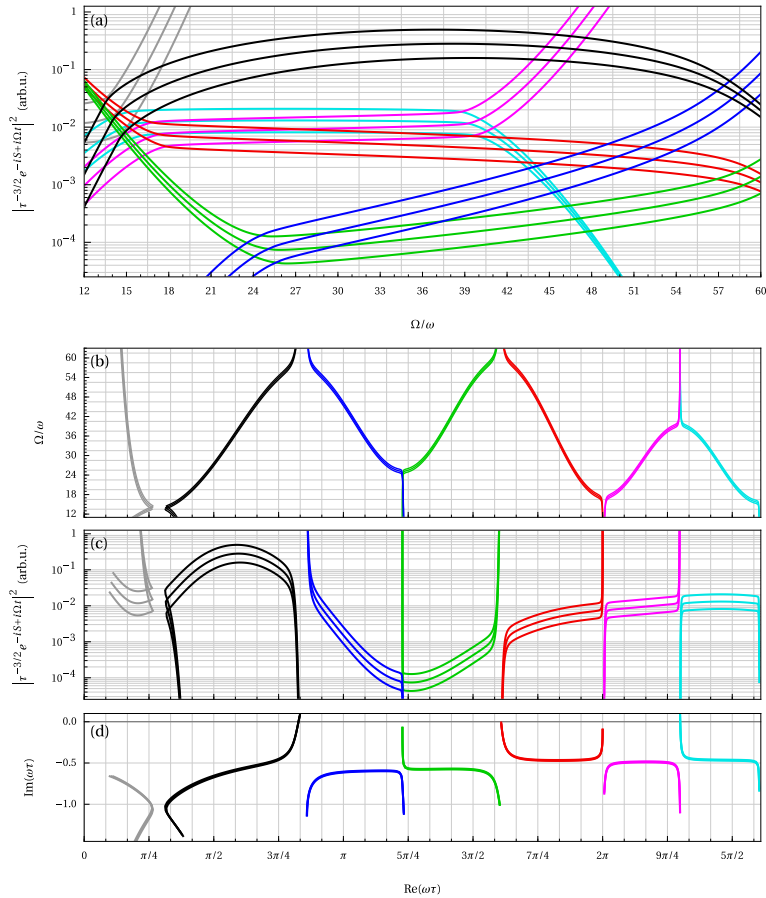 (a)
1
10⁻¹
10⁻²
10⁻³
10⁻⁴
|τ^{-3/2} e^{-iS+iΩt}|² (arb.u.)
12 15 18 21 24 27 30 33 36 39 42 45 48 51 54 57 60
Ω/ω
(b)
60
54
48
42
36
30
24
18
12
Ω/ω
(c)
1
10⁻¹
10⁻²
10⁻³
10⁻⁴
|τ^{-3/2} e^{-iS+iΩt}|² (arb.u.)
(d)
0.0
-0.5
-1.0
Im(ωτ)
0 π/4 π/2 3π/4 π 5π/4 3π/2 7π/4 2π 9π/4 5π/2
Re(ωτ)